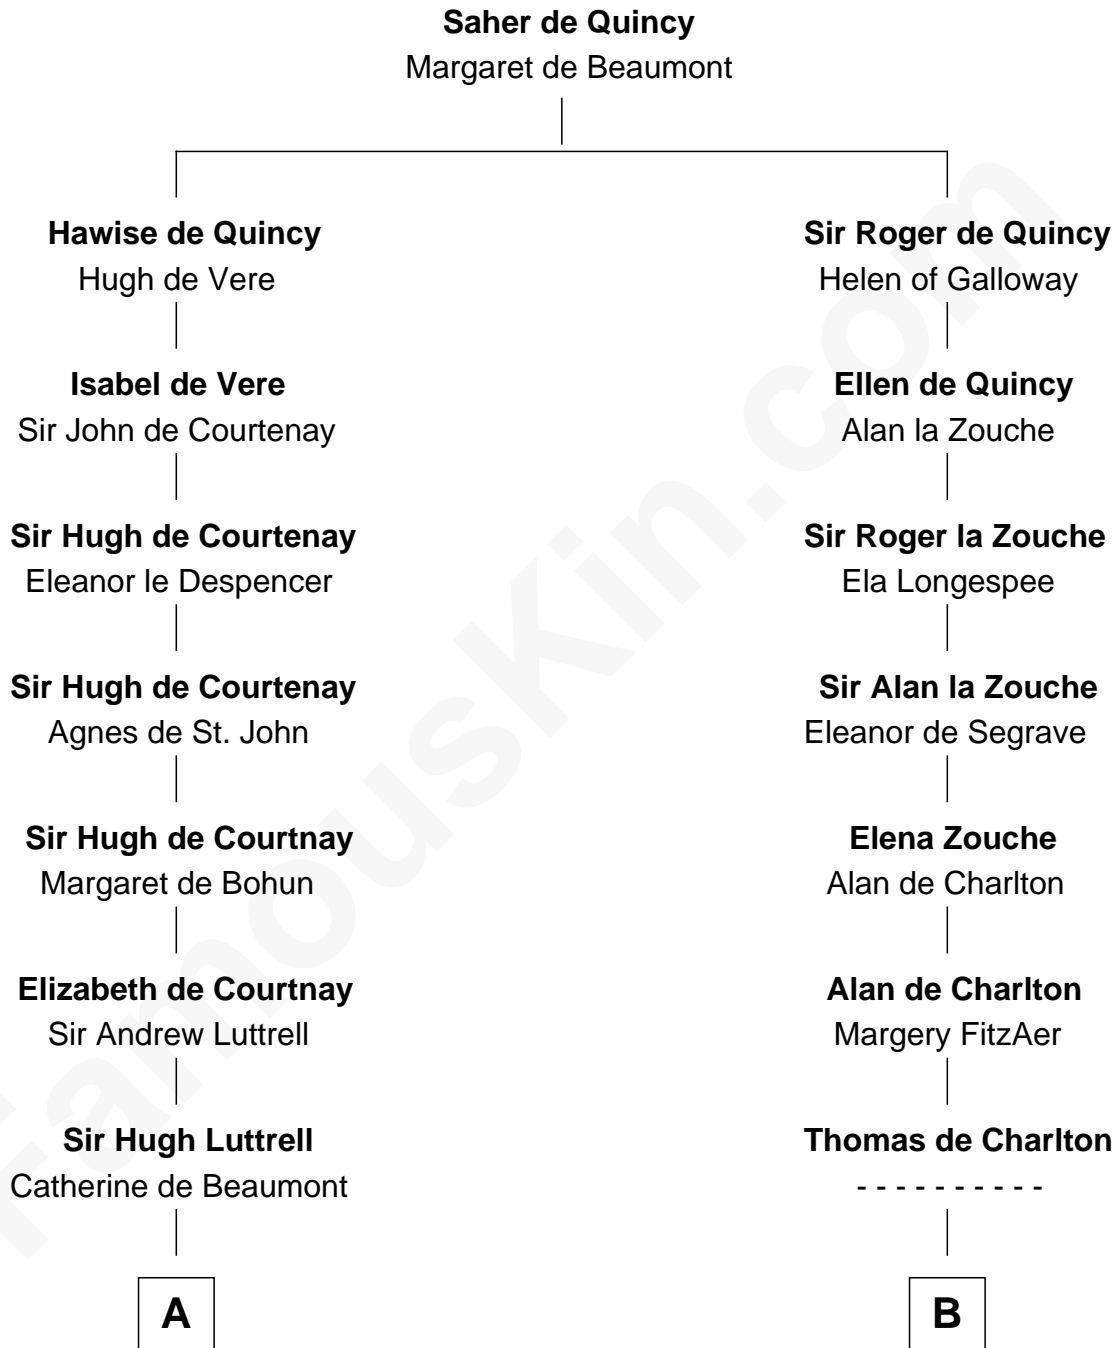 Saher de Quincy
Margaret de Beaumont
Hawise de Quincy
Hugh de Vere
Sir Roger de Quincy
Helen of Galloway
Isabel de Vere
Sir John de Courtenay
Ellen de Quincy
Alan la Zouche
Sir Hugh de Courtenay
Eleanor le Despencer
Sir Roger la Zouche
Ela Longespee
Sir Hugh de Courtenay
Agnes de St. John
Sir Alan la Zouche
Eleanor de Segrave
Sir Hugh de Courtnay
Margaret de Bohun
Elena Zouche
Alan de Charlton
Elizabeth de Courtnay
Sir Andrew Luttrell
Alan de Charlton
Margery FitzAer
Sir Hugh Luttrell
Catherine de Beaumont
Thomas de Charlton
- - - - - - - - - -
A
B
FamousKin.com